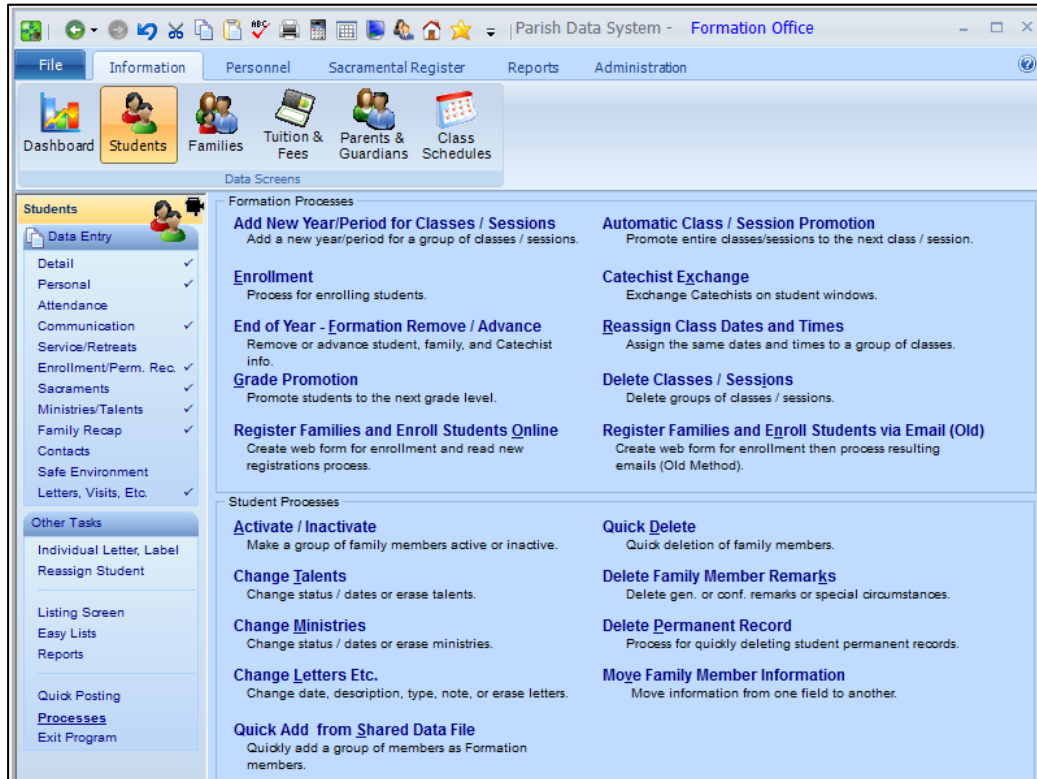 ABC
Parish Data System - Formation Office
File Information Personnel Sacramental Register Reports Administration
Dashboard Students Families Tuition & Fees Parents & Guardians Class Schedules
Data Screens
Students
Data Entry
Detail
Personal
Attendance
Communication
Service/Retreats
Enrollment/Perm. Rec.
Sacraments
Ministries/Talents
Family Recap
Contacts
Safe Environment
Letters, Visits, Etc.
Other Tasks
Individual Letter, Label
Reassign Student
Listing Screen
Easy Lists
Reports
Quick Posting
Processes
Exit Program
Formation Processes
Add New Year/Period for Classes / Sessions
Add a new year/period for a group of classes / sessions.
Automatic Class / Session Promotion
Promote entire classes/sessions to the next class / session.
Enrollment
Process for enrolling students.
Catechist Exchange
Exchange Catechists on student windows.
End of Year - Formation Remove / Advance
Remove or advance student, family, and Catechist
info.
Reassign Class Dates and Times
Assign the same dates and times to a group of classes.
Grade Promotion
Promote students to the next grade level.
Delete Classes / Sessions
Delete groups of classes / sessions.
Register Families and Enroll Students Online
Create web form for enrollment and read new
registrations process.
Register Families and Enroll Students via Email (Old)
Create web form for enrollment then process resulting
emails (Old Method).
Student Processes
Activate / Inactivate
Make a group of family members active or inactive.
Quick Delete
Quick deletion of family members.
Change Talents
Change status / dates or erase talents.
Delete Family Member Remarks
Delete gen. or conf. remarks or special circumstances.
Change Ministries
Change status / dates or erase ministries.
Delete Permanent Record
Process for quickly deleting student permanent records.
Change Letters Etc.
Change date, description, type, note, or erase letters.
Move Family Member Information
Move information from one field to another.
Quick Add from Shared Data File
Quickly add a group of members as Formation
members.